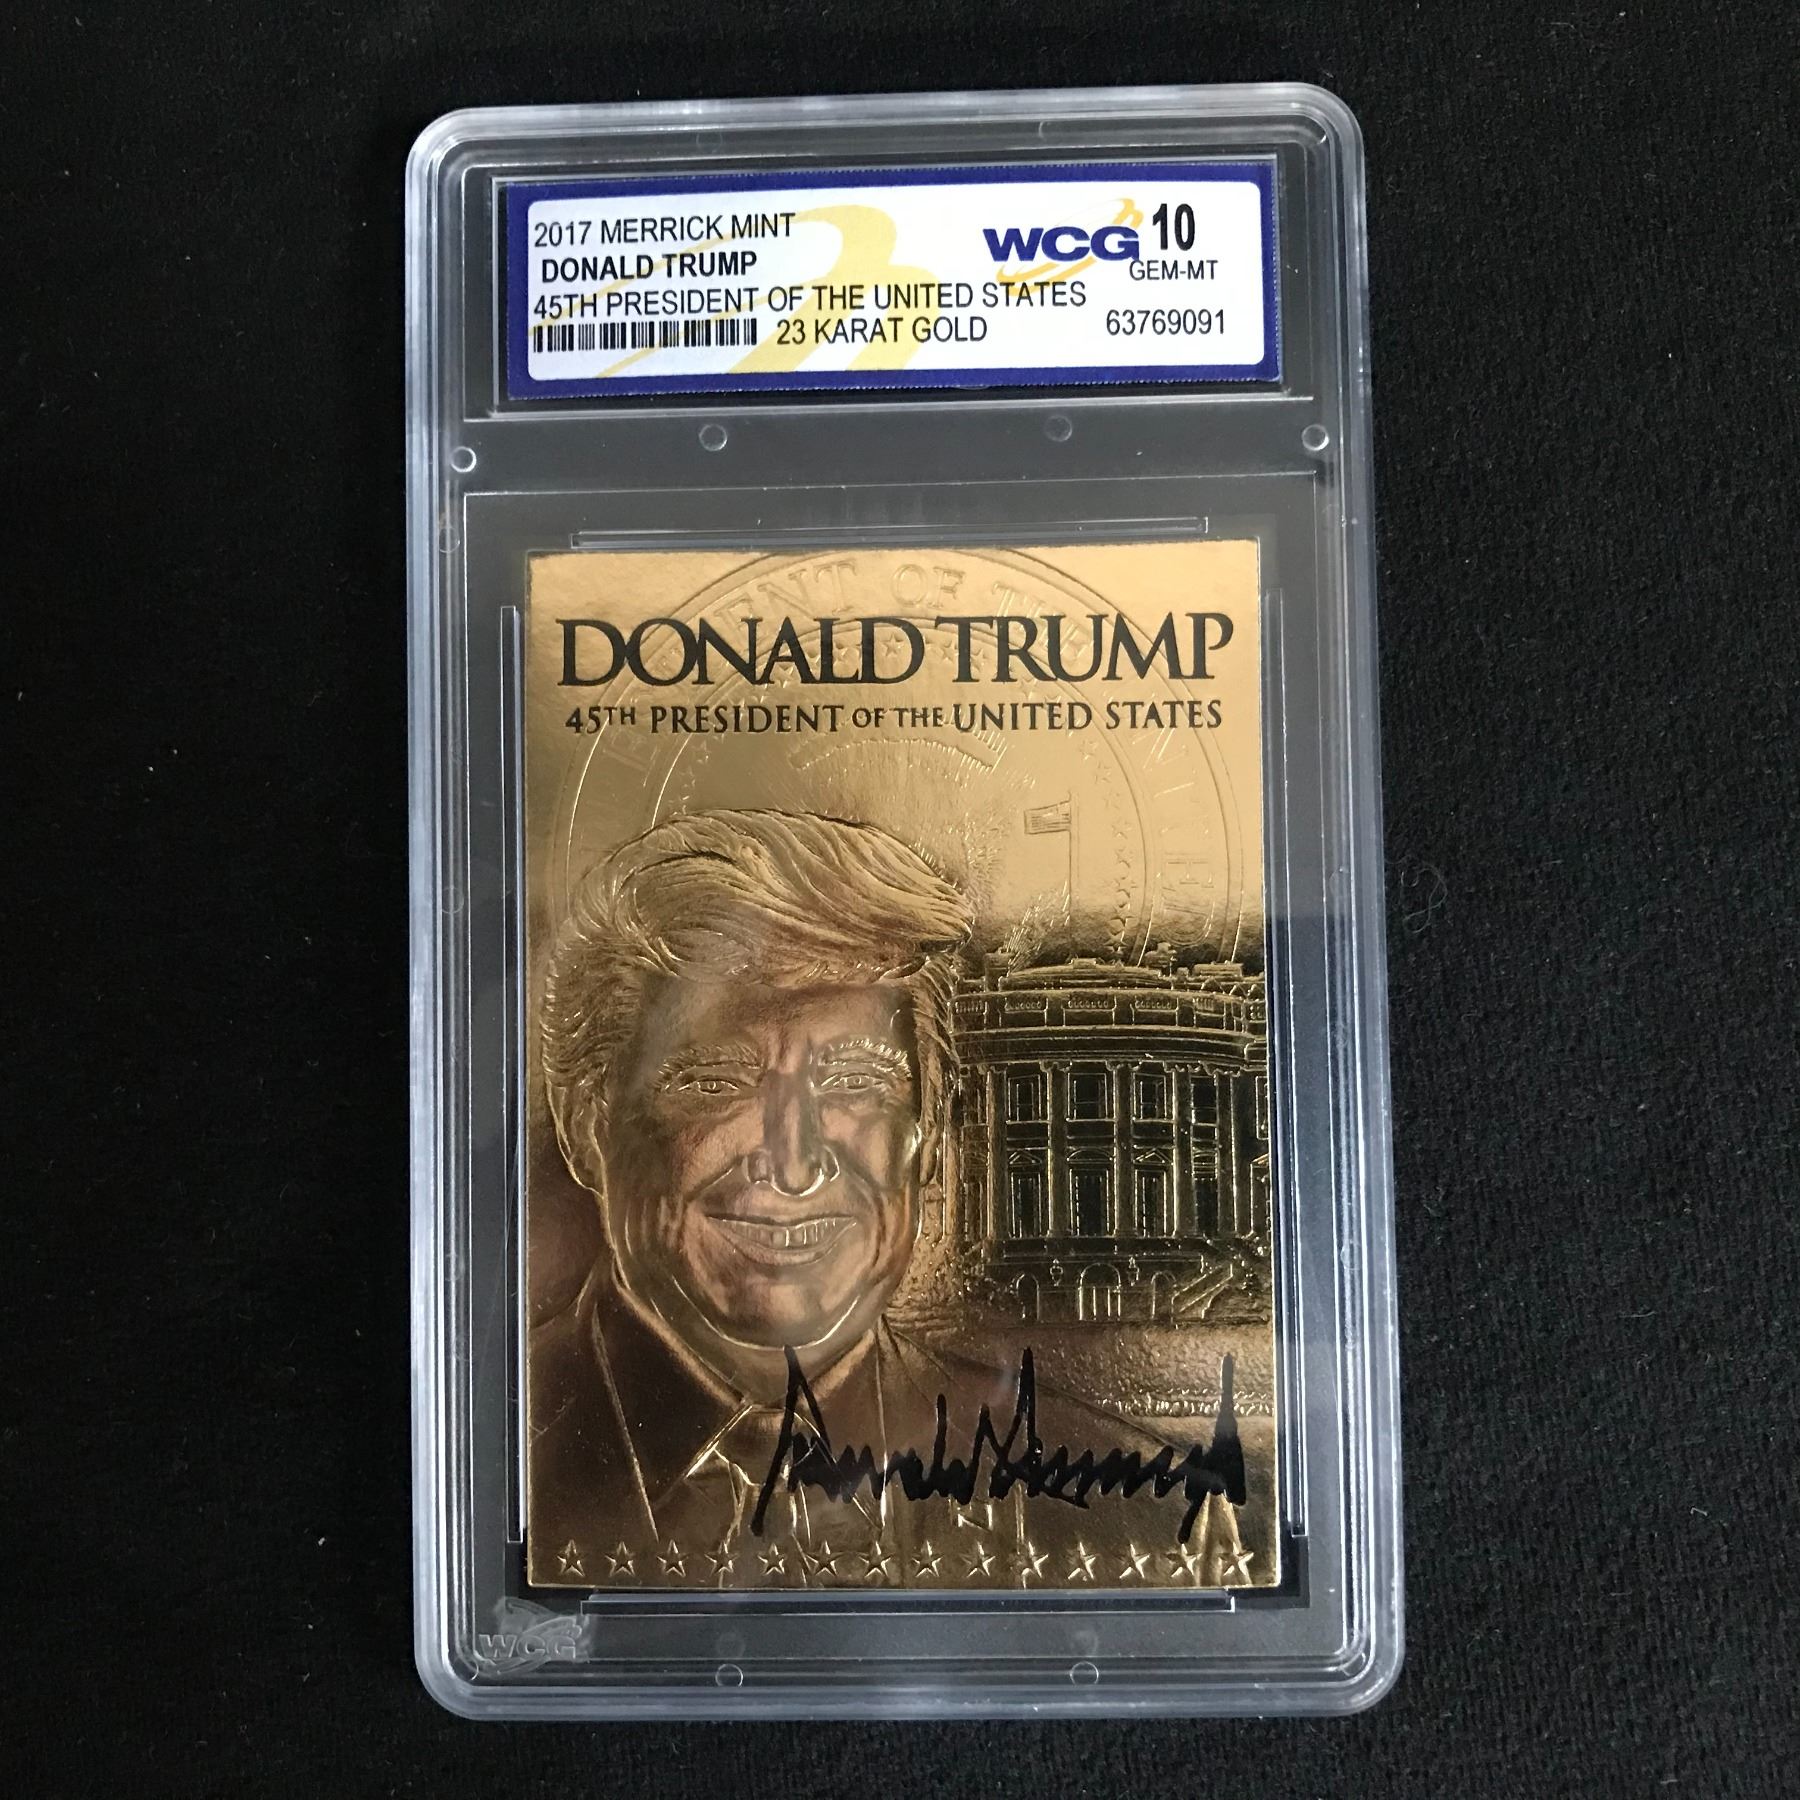 2017 MERRICK MINT
WCG 10
DONALD TRUMP
GEM-MT
45TH PRESIDENT OF THE UNITED STATES
23 KARAT GOLD 63769091
DONALD TRUMP
45TH PRESIDENT OF THE UNITED STATES
WCG